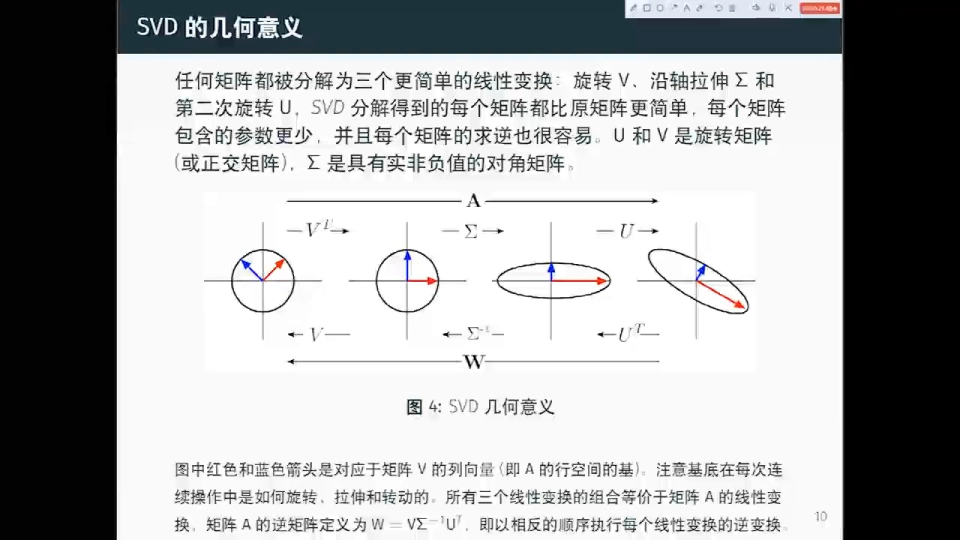 SVD 的几何意义
任何矩阵都被分解为三个更简单的线性变换：旋转 V、沿轴拉伸 Σ 和
第二次旋转 U，SVD 分解得到的每个矩阵都比原矩阵更简单，每个矩阵
包含的参数更少，并且每个矩阵的求逆也很容易。U 和 V 是旋转矩阵
(或正交矩阵)，Σ 是具有实非负值的对角矩阵。
A
Σ U
V Σ⁻¹ Uᵀ
W
图 4: SVD 几何意义
图中红色和蓝色箭头是对应于矩阵 V 的列向量 (即 A 的行空间的基)。注意基底在每次连
续操作中是如何旋转、拉伸和转动的。所有三个线性变换的组合等价于矩阵 A 的线性变
换，矩阵 A 的逆矩阵定义为 W = VΣ⁻¹Uᵀ，即以相反的顺序执行每个线性变换的逆变换。
10